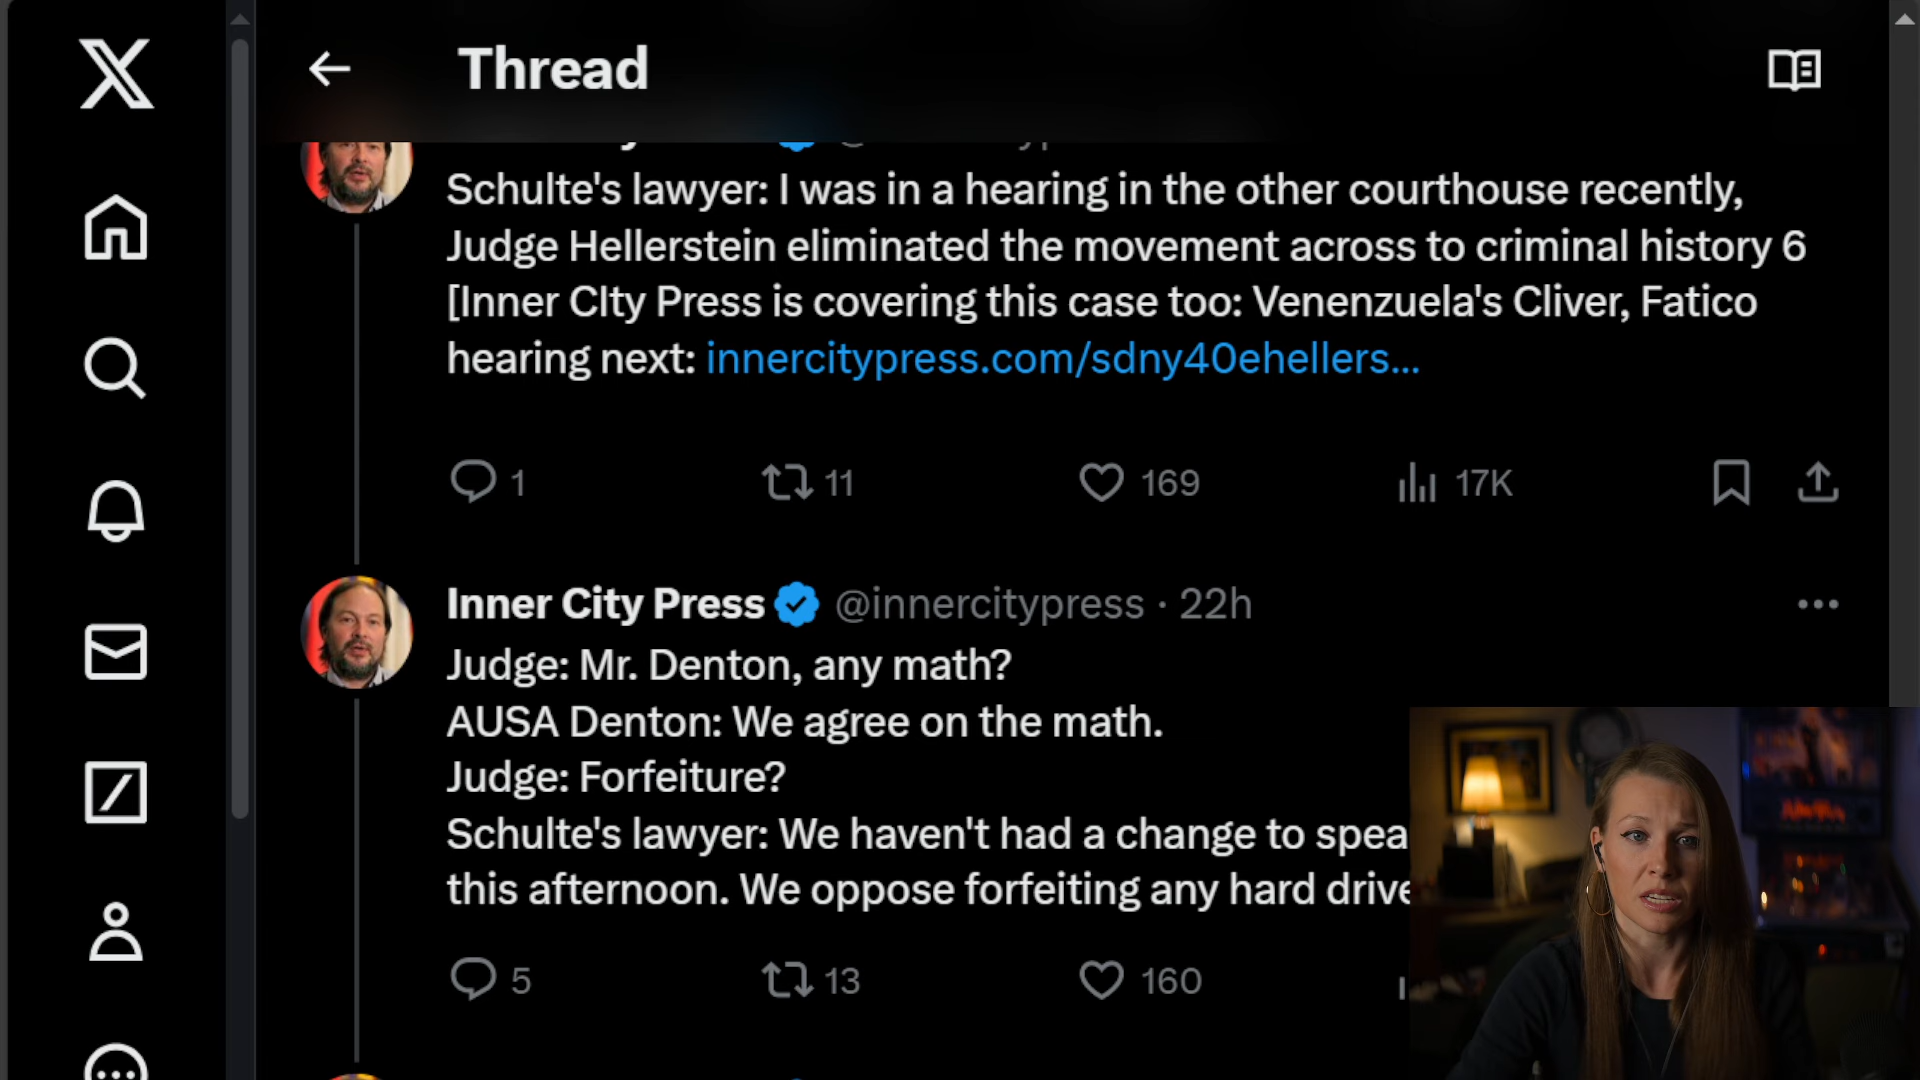 Thread
Schulte's lawyer: I was in a hearing in the other courthouse recently,
Judge Hellerstein eliminated the movement across to criminal history 6
[Inner CIty Press is covering this case too: Venenzuela's Cliver, Fatico
hearing next: innercitypress.com/sdny40ehellers...
1 11 169 17K
Inner City Press @innercitypress · 22h
Judge: Mr. Denton, any math?
AUSA Denton: We agree on the math.
Judge: Forfeiture?
Schulte's lawyer: We haven't had a change to spea
this afternoon. We oppose forfeiting any hard drive
5 13 160